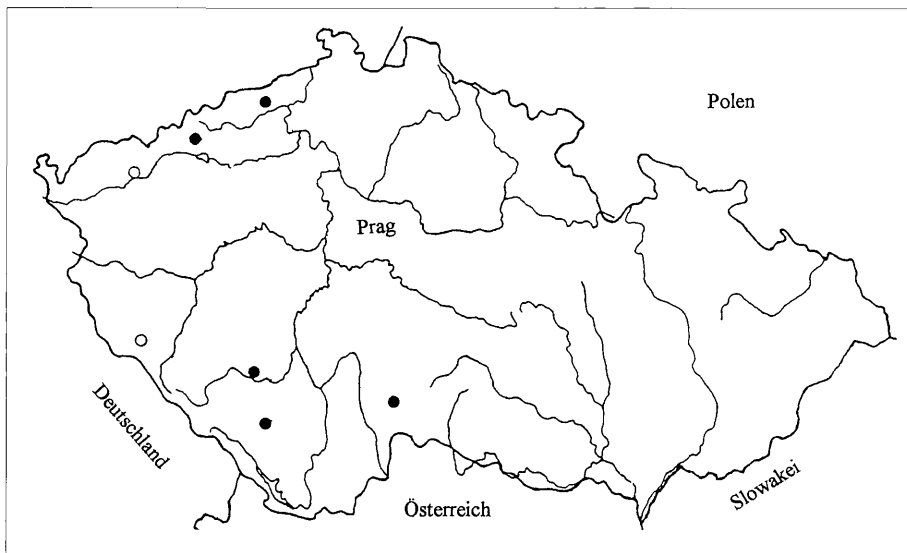 Polen
Prag
Deutschland
Slowakei
Österreich